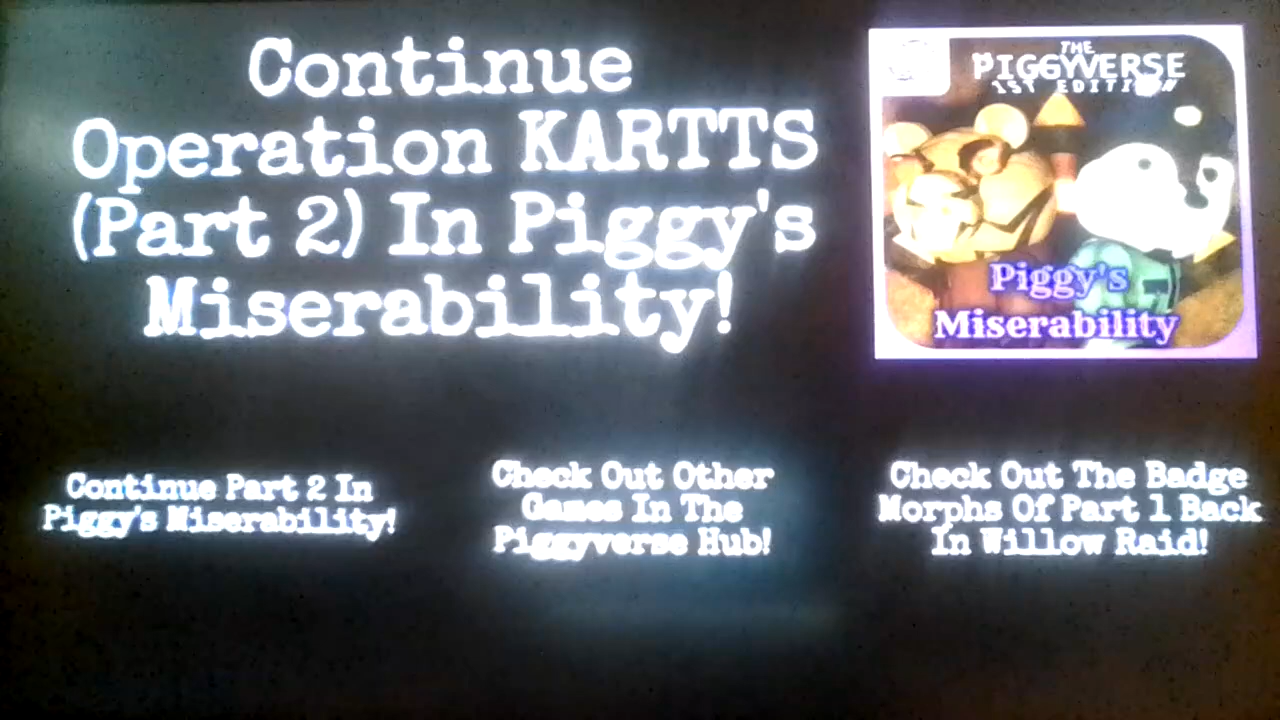 Continue
Operation KARTTS
(Part 2) In Piggy's
Miserability!
THE
PIGGYVERSE
1ST EDITION
Piggy's
Miserability
Continue Part 2 In
Piggy's Miserability!
Check Out Other
Games In The
Piggyverse Hub!
Check Out The Badge
Morphs Of Part 1 Back
In Willow Raid!